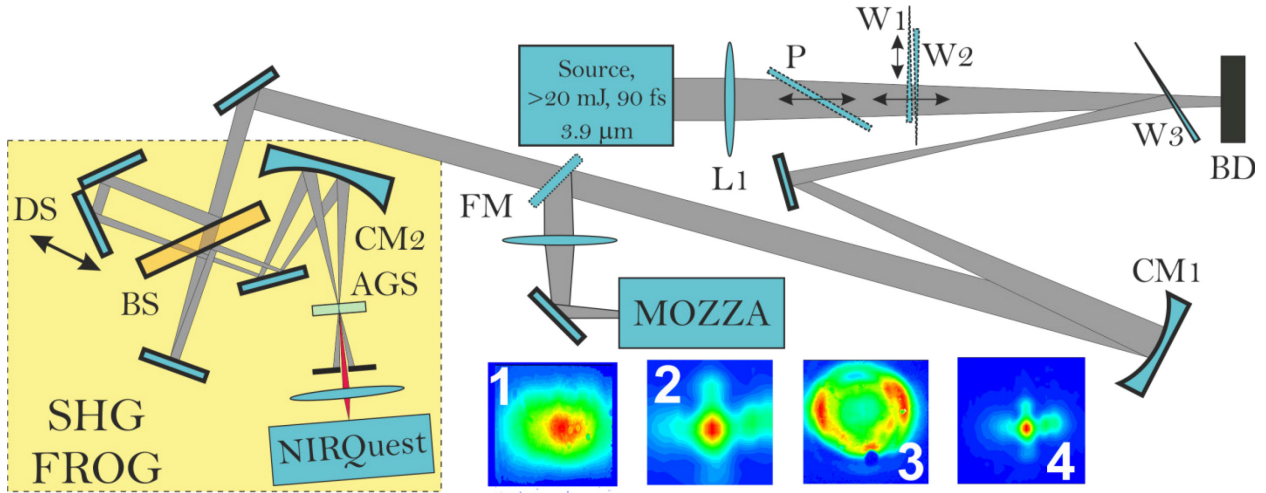 Source,
>20 mJ, 90 fs
3.9 μm
L1
P
W1
W2
W3
BD
FM
MOZZA
CM1
DS
BS
CM2
AGS
NIRQuest
SHG
FROG
1
2
3
4